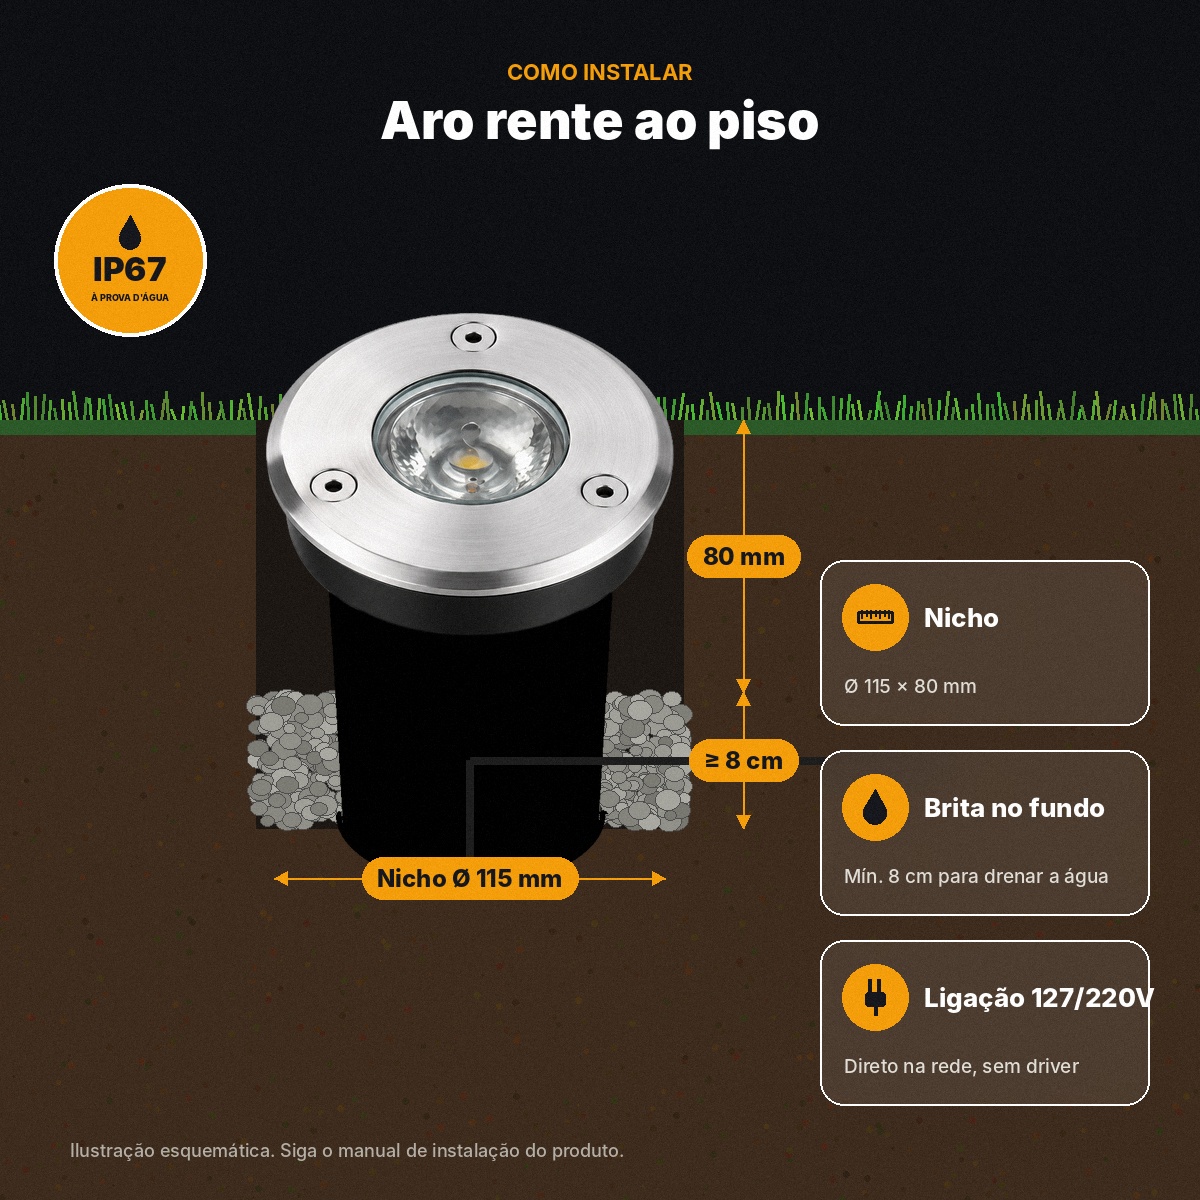 COMO INSTALAR
Aro rente ao piso
IP67
À PROVA D'ÁGUA
80 mm
Nicho
Ø 115 × 80 mm
≥ 8 cm
Brita no fundo
Mín. 8 cm para drenar a água
Nicho Ø 115 mm
Ligação 127/220V
Direto na rede, sem driver
Ilustração esquemática. Siga o manual de instalação do produto.